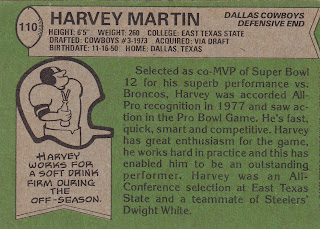 110
HARVEY MARTIN
DALLAS COWBOYS
DEFENSIVE END
HEIGHT: 6'5" WEIGHT: 260 COLLEGE: EAST TEXAS STATE
DRAFTED: COWBOYS #3-1973 ACQUIRED: VIA DRAFT
BIRTHDATE: 11-16-50 HOME: DALLAS, TEXAS
Selected as co-MVP of Super Bowl
12 for his superb performance vs.
Broncos, Harvey was accorded All-
Pro recognition in 1977 and saw ac-
tion in the Pro Bowl Game. He's fast,
quick, smart and competitive. Harvey
has great enthusiasm for the game,
he works hard in practice and this has
enabled him to be an outstanding
performer. Harvey was an All-
Conference selection at East Texas
State and a teammate of Steelers'
Dwight White.
HARVEY
WORKS FOR
A SOFT DRINK
FIRM DURING
THE
OFF-SEASON.